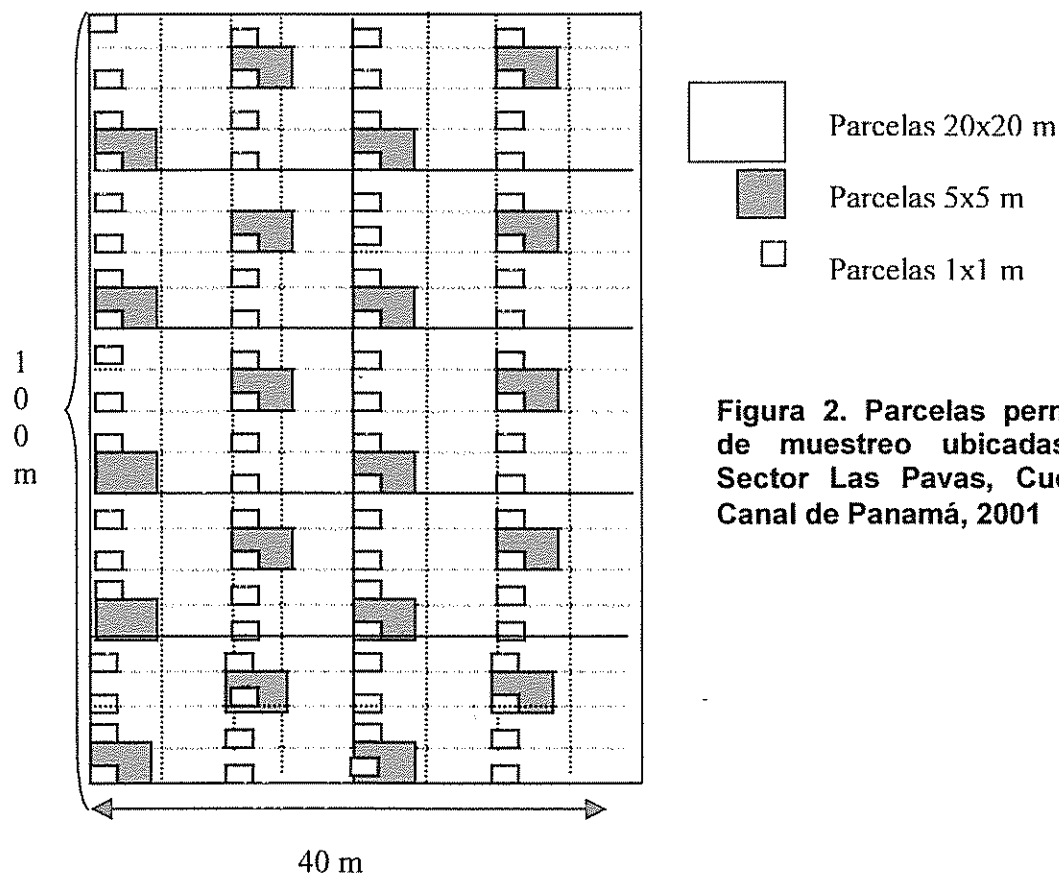 Parcelas 20x20 m
Parcelas 5x5 m
Parcelas 1x1 m
1
0
0
m
Figura 2. Parcelas
de muestreo ubicadas
Sector Las Pavas,
Canal de Panamá, 2001
40 m